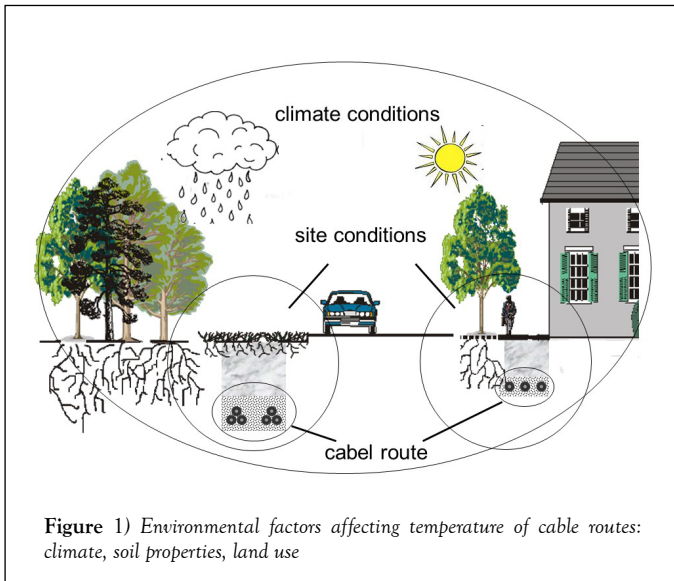 climate conditions
site conditions
cabel route
Figure 1) Environmental factors affecting temperature of cable routes:
climate, soil properties, land use